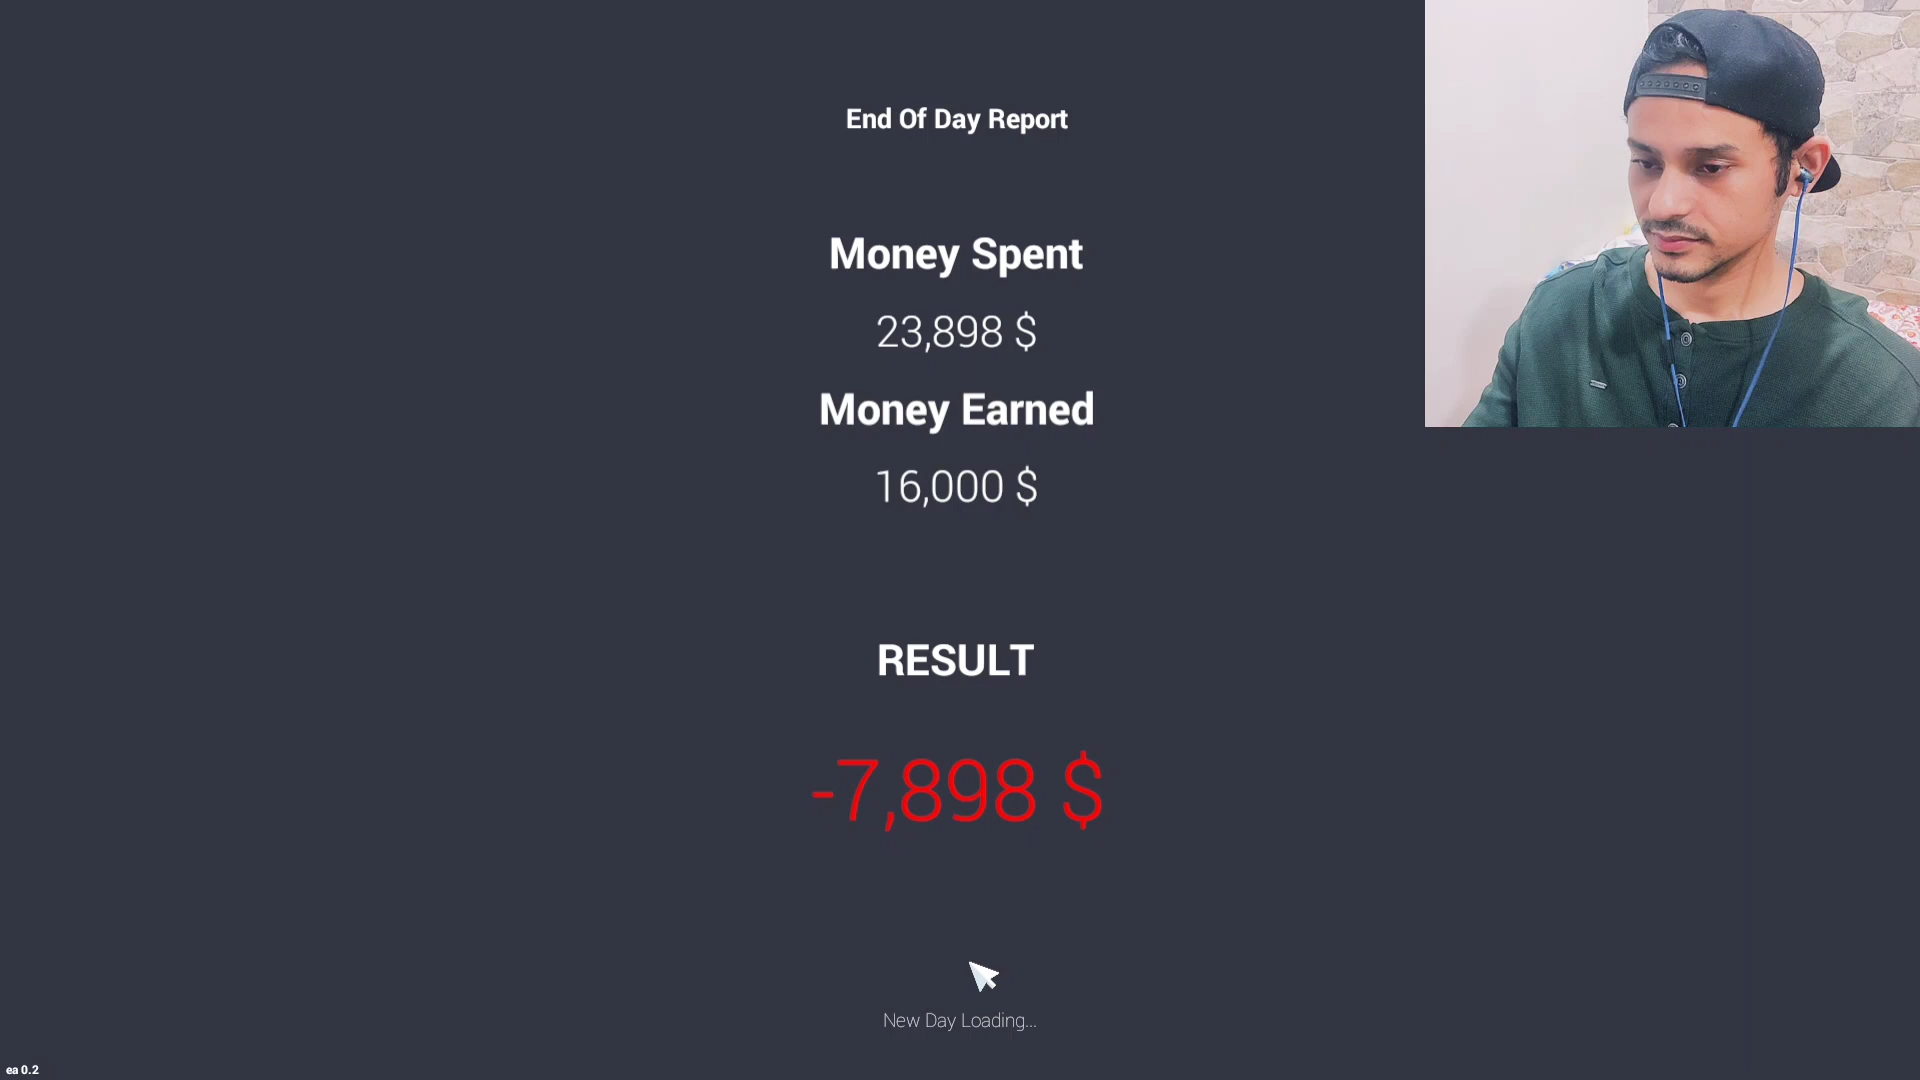 End Of Day Report
Money Spent
23,898 $
Money Earned
16,000 $
RESULT
-7,898 $
New Day Loading...
ea 0.2